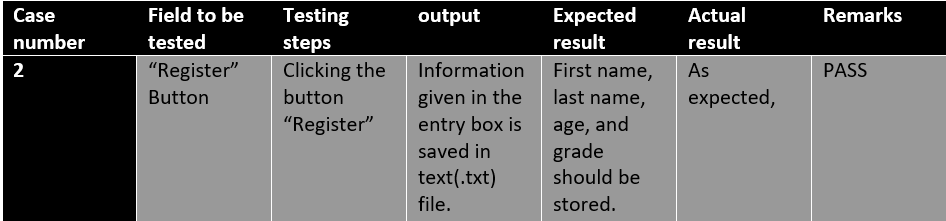 Case number
Field to be tested
Testing steps
output
Expected result
Actual result
Remarks
2
“Register”
Button
Clicking the
button
“Register”
Information
given in the
entry box is
saved in
text(.txt)
file.
First name,
last name,
age, and
grade
should be
stored.
As
expected,
PASS